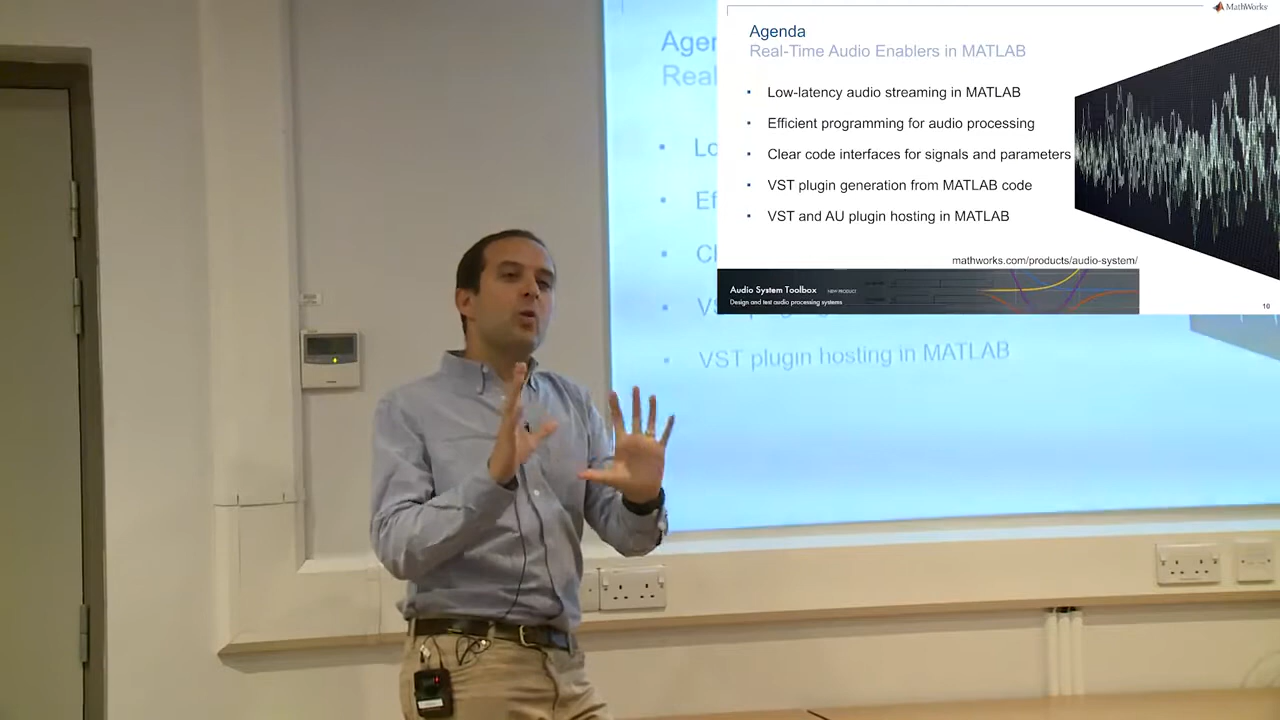 MathWorks
Agenda
Real-Time Audio Enablers in MATLAB
• Low-latency audio streaming in MATLAB
• Efficient programming for audio processing
• Clear code interfaces for signals and parameters
• VST plugin generation from MATLAB code
• VST and AU plugin hosting in MATLAB
mathworks.com/products/audio-system/
Audio System Toolbox NEW PRODUCT
Design and test audio processing systems
10
Agen
Real
• Lo
• Ef
• Cl
• VS
• VST plugin hosting in MATLAB